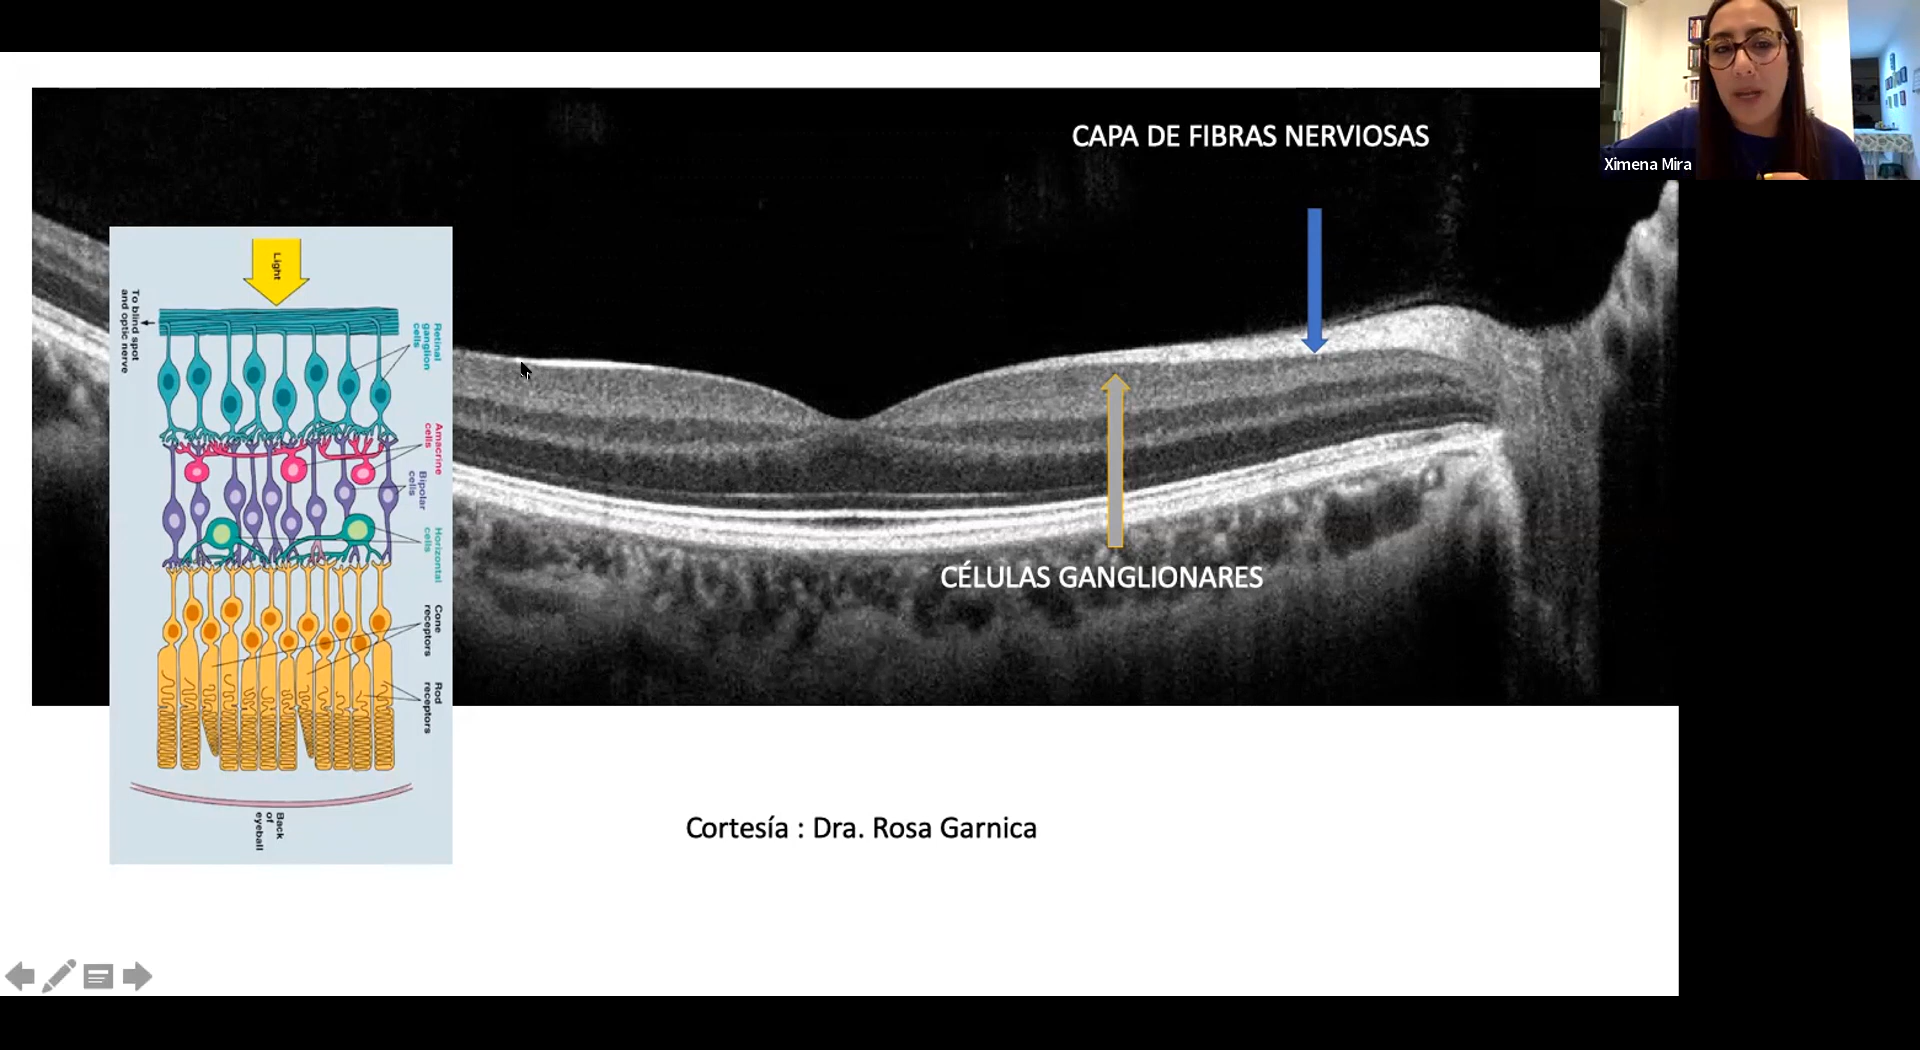 CAPA DE FIBRAS NERVIOSAS
Ximena Mira
Light
To blind spot
and optic nerve
Retinal
ganglion
cells
Amacrine
cells
Bipolar
cells
Horizontal
cells
Cone
receptors
Rod
receptors
Back
of
eyeball
CÉLULAS GANGLIONARES
Cortesía : Dra. Rosa Garnica